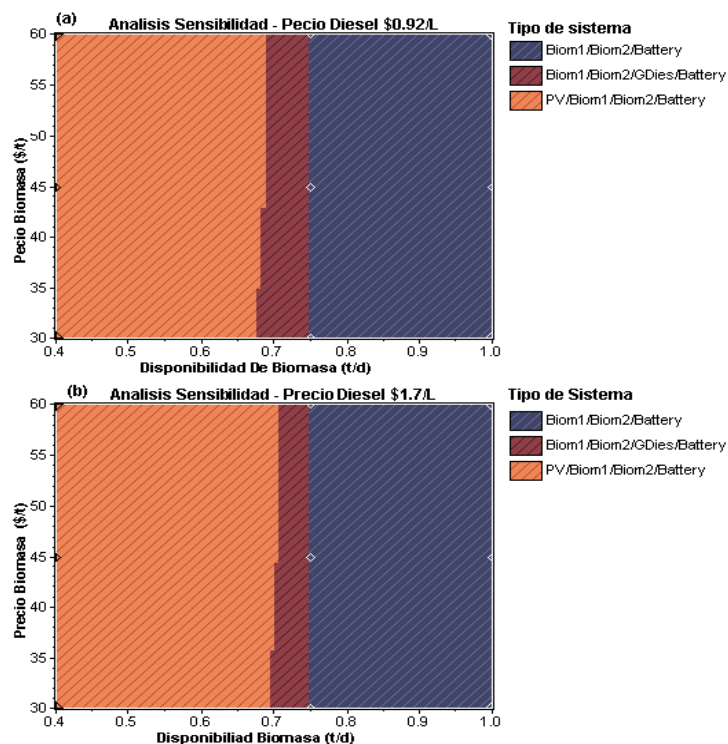 (a) Analisis Sensibilidad - Pecio Diesel $0.92/L
Tipo de sistema
Biom1/Biom2/Battery
Biom1/Biom2/GDies/Battery
PV/Biom1/Biom2/Battery
Pecio Biomasa ($/t)
60
55
50
45
40
35
30
0.4 0.5 0.6 0.7 0.8 0.9 1.0
Disponibilidad De Biomasa (t/d)
(b) Analisis Sensibilidad - Precio Diesel $1.7/L
Tipo de Sistema
Biom1/Biom2/Battery
Biom1/Biom2/GDies/Battery
PV/Biom1/Biom2/Battery
Precio Biomasa ($/t)
60
55
50
45
40
35
30
0.4 0.5 0.6 0.7 0.8 0.9 1.0
Disponibiliad Biomasa (t/d)